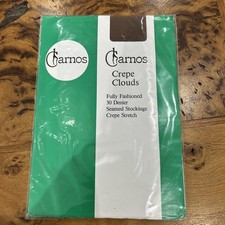 Charnos
Charnos
Crepe
Clouds
Fully Fashioned
30 Denier
Seamed Stockings
Crepe Stretch